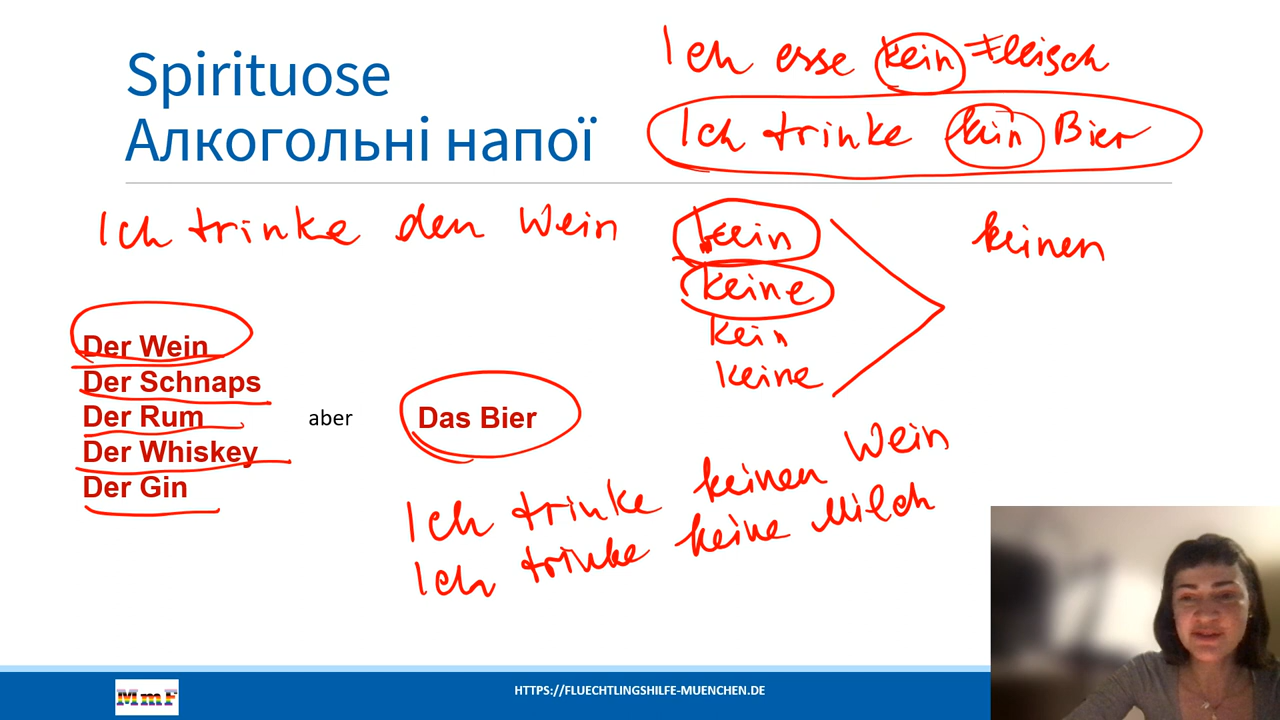 Spirituose
Алкогольні напої
Ich esse kein Fleisch
Ich trinke kein Bier
Ich trinke den Wein
kein
keine
kein
keine
keinen
Der Wein
Der Schnaps
Der Rum
Der Whiskey
Der Gin
aber
Das Bier
Ich trinke keinen Wein
Ich trinke keine Milch
MmF
HTTPS://FLUECHTLINGSHILFE-MUENCHEN.DE